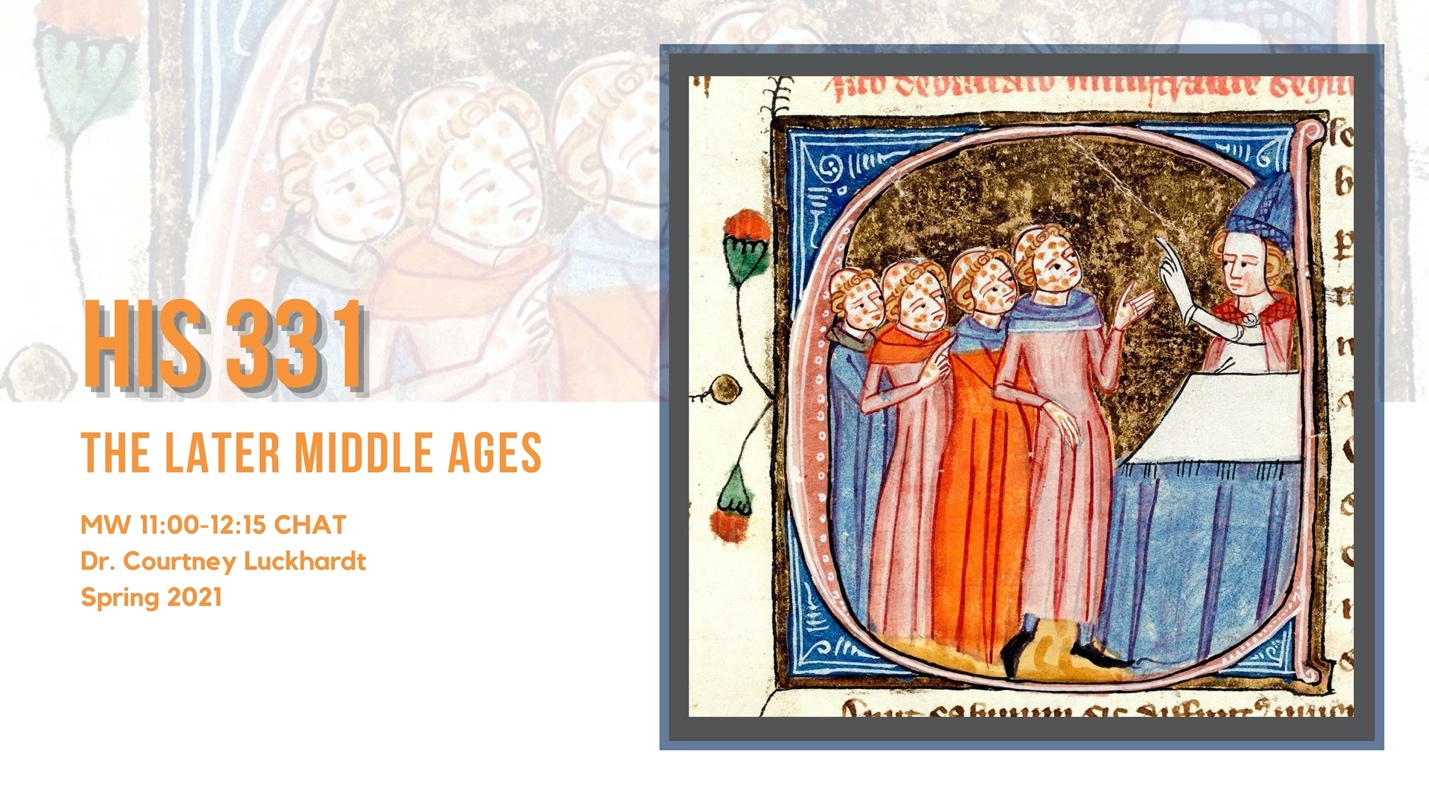 HIS 331
THE LATER MIDDLE AGES
MW 11:00-12:15 CHAT
Dr. Courtney Luckhardt
Spring 2021